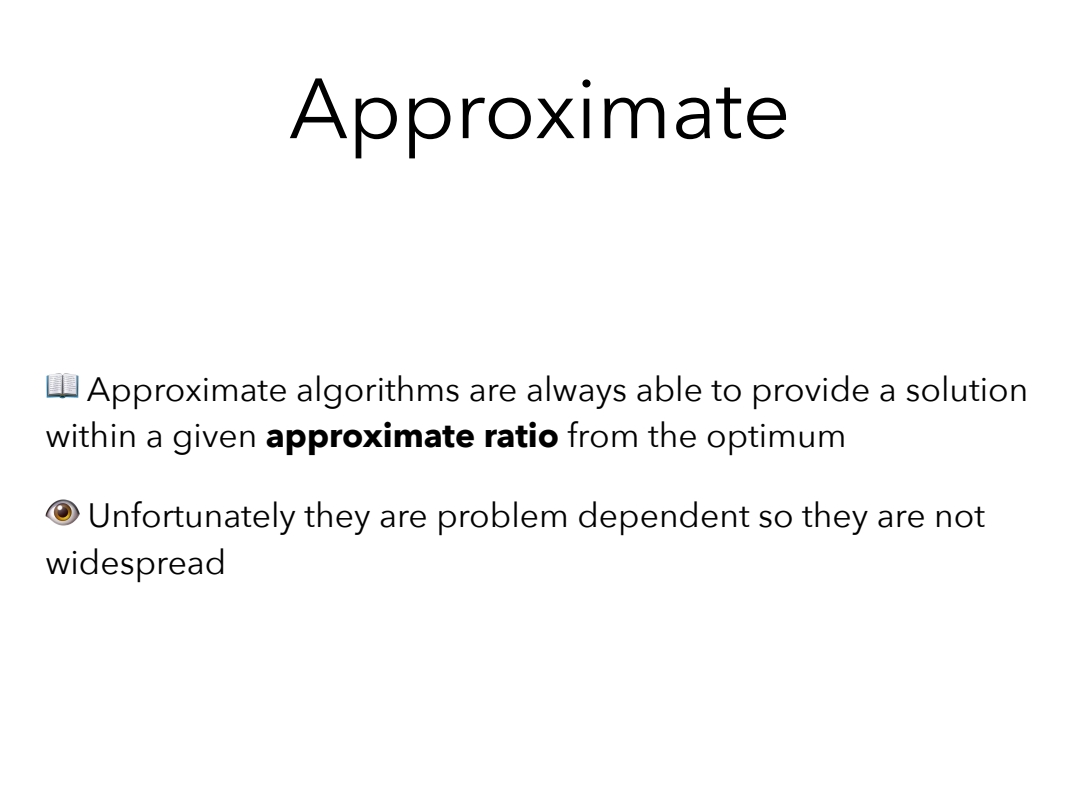 Approximate
📖 Approximate algorithms are always able to provide a solution
within a given approximate ratio from the optimum
👁 Unfortunately they are problem dependent so they are not
widespread